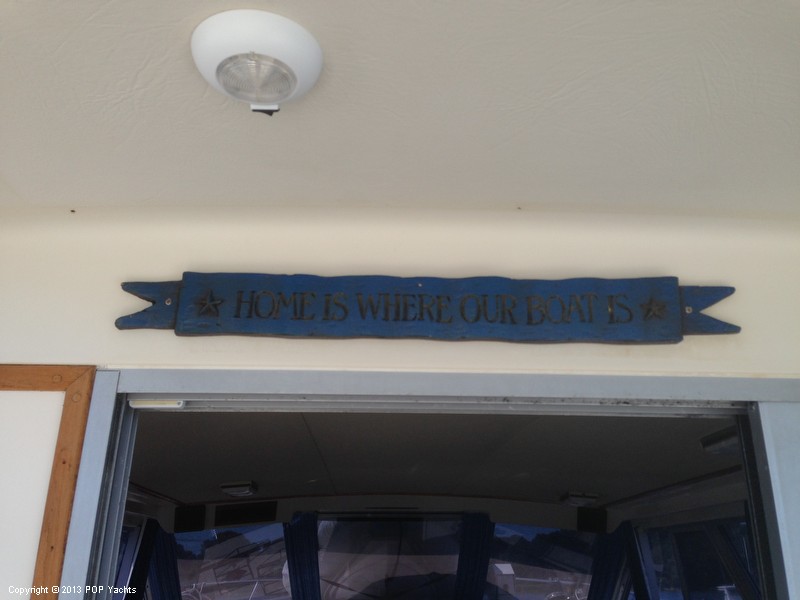 HOME IS WHERE OUR BOAT IS
Copyright © 2013 POP Yachts